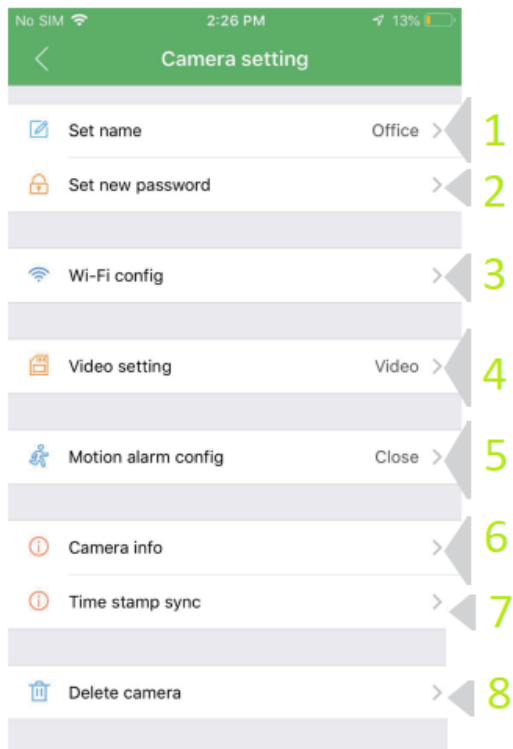 No SIM 2:26 PM 13%
Camera setting
Set name Office 1
Set new password 2
Wi-Fi config 3
Video setting Video 4
Motion alarm config Close 5
Camera info 6
Time stamp sync 7
Delete camera 8